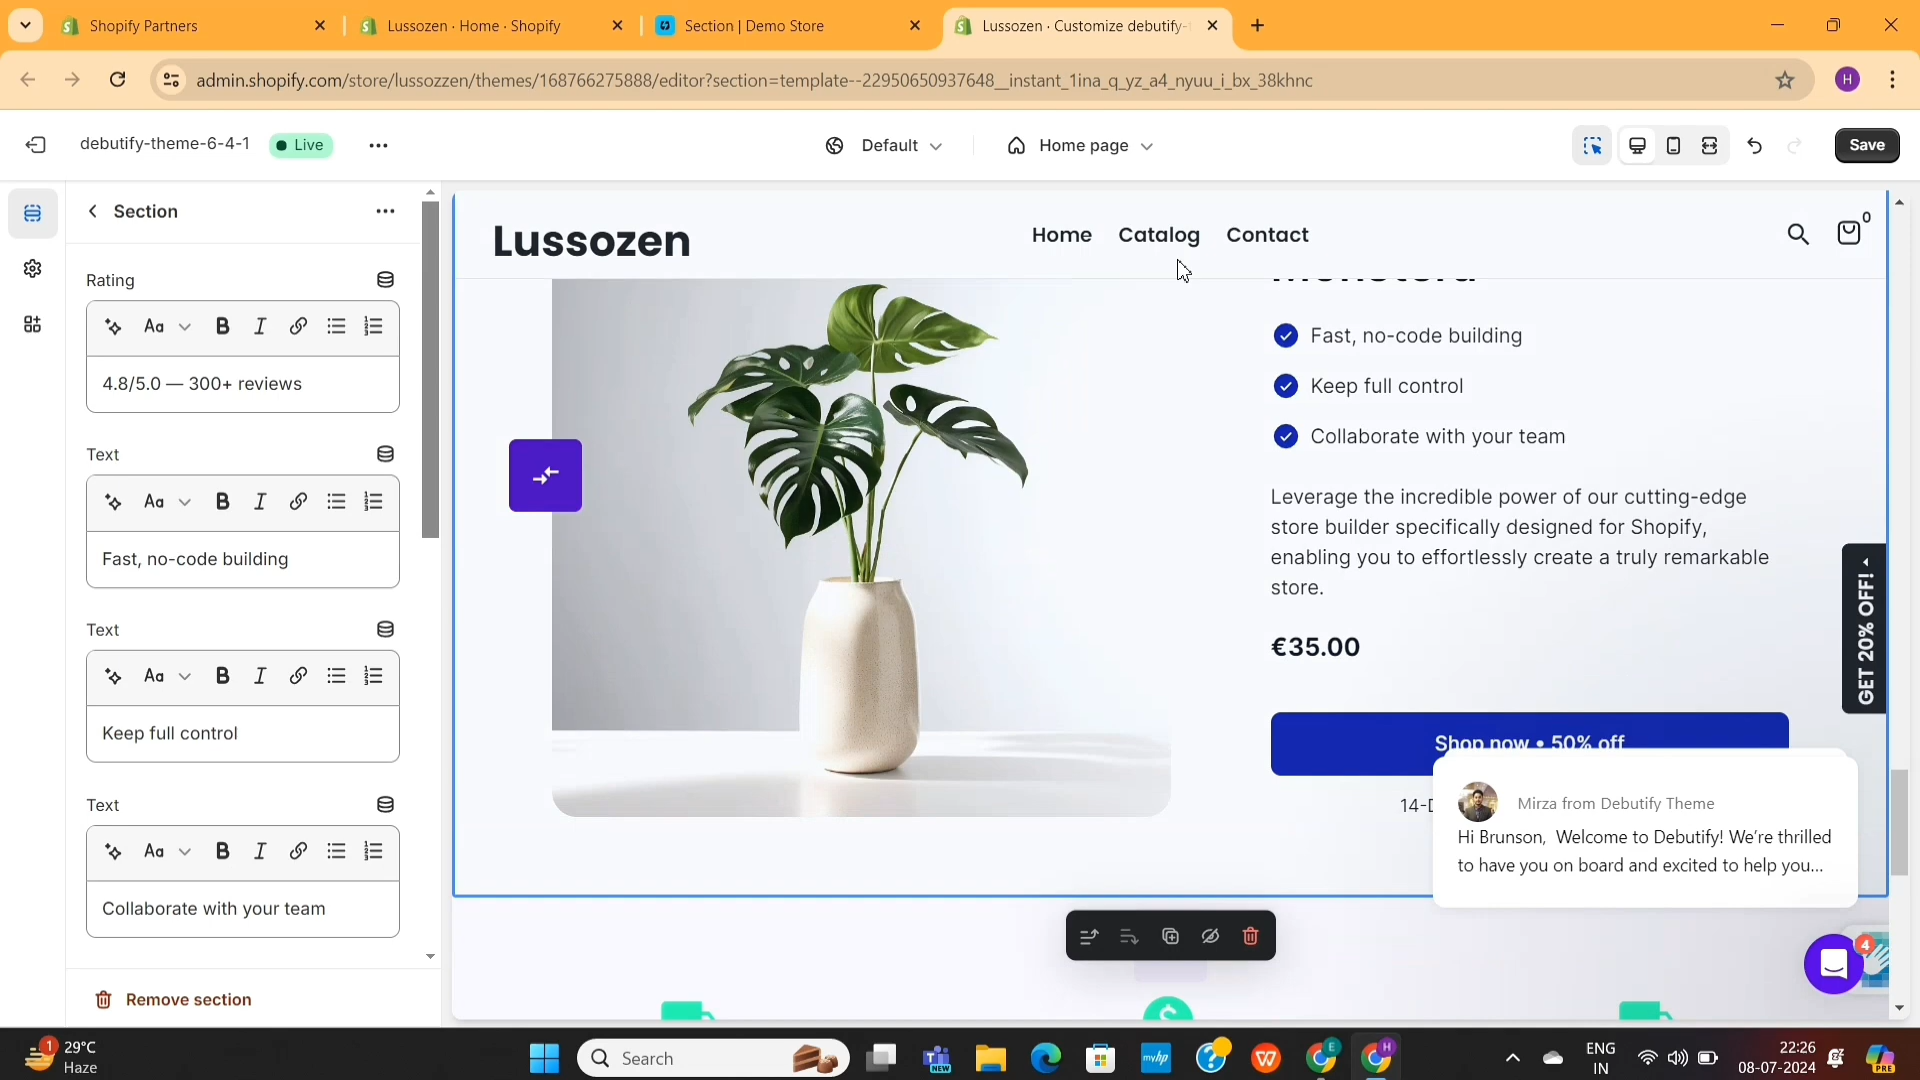 Shopify Partners
Lussozen · Home · Shopify
Section | Demo Store
Lussozen · Customize debutify-
admin.shopify.com/store/lussozzen/themes/168766275888/editor?section=template--22950650937648__instant_1ina_q_yz_a4_nyuu_i_bx_38khnc
H
debutify-theme-6-4-1
Live
Default
Home page
Save
Section
Rating
Aa B I
4.8/5.0 — 300+ reviews
Text
Aa B I
Fast, no-code building
Text
Aa B I
Keep full control
Text
Aa B I
Collaborate with your team
Remove section
Lussozen
Home
Catalog
Contact
0
Fast, no-code building
Keep full control
Collaborate with your team
Leverage the incredible power of our cutting-edge
store builder specifically designed for Shopify,
enabling you to effortlessly create a truly remarkable
store.
€35.00
Shop now • 50% off
14-
GET 20% OFF!
Mirza from Debutify Theme
Hi Brunson, Welcome to Debutify! We're thrilled
to have you on board and excited to help you...
4
1
29°C
Haze
Search
NEW
myhp
E
H
ENG
IN
22:26
08-07-2024
PRE